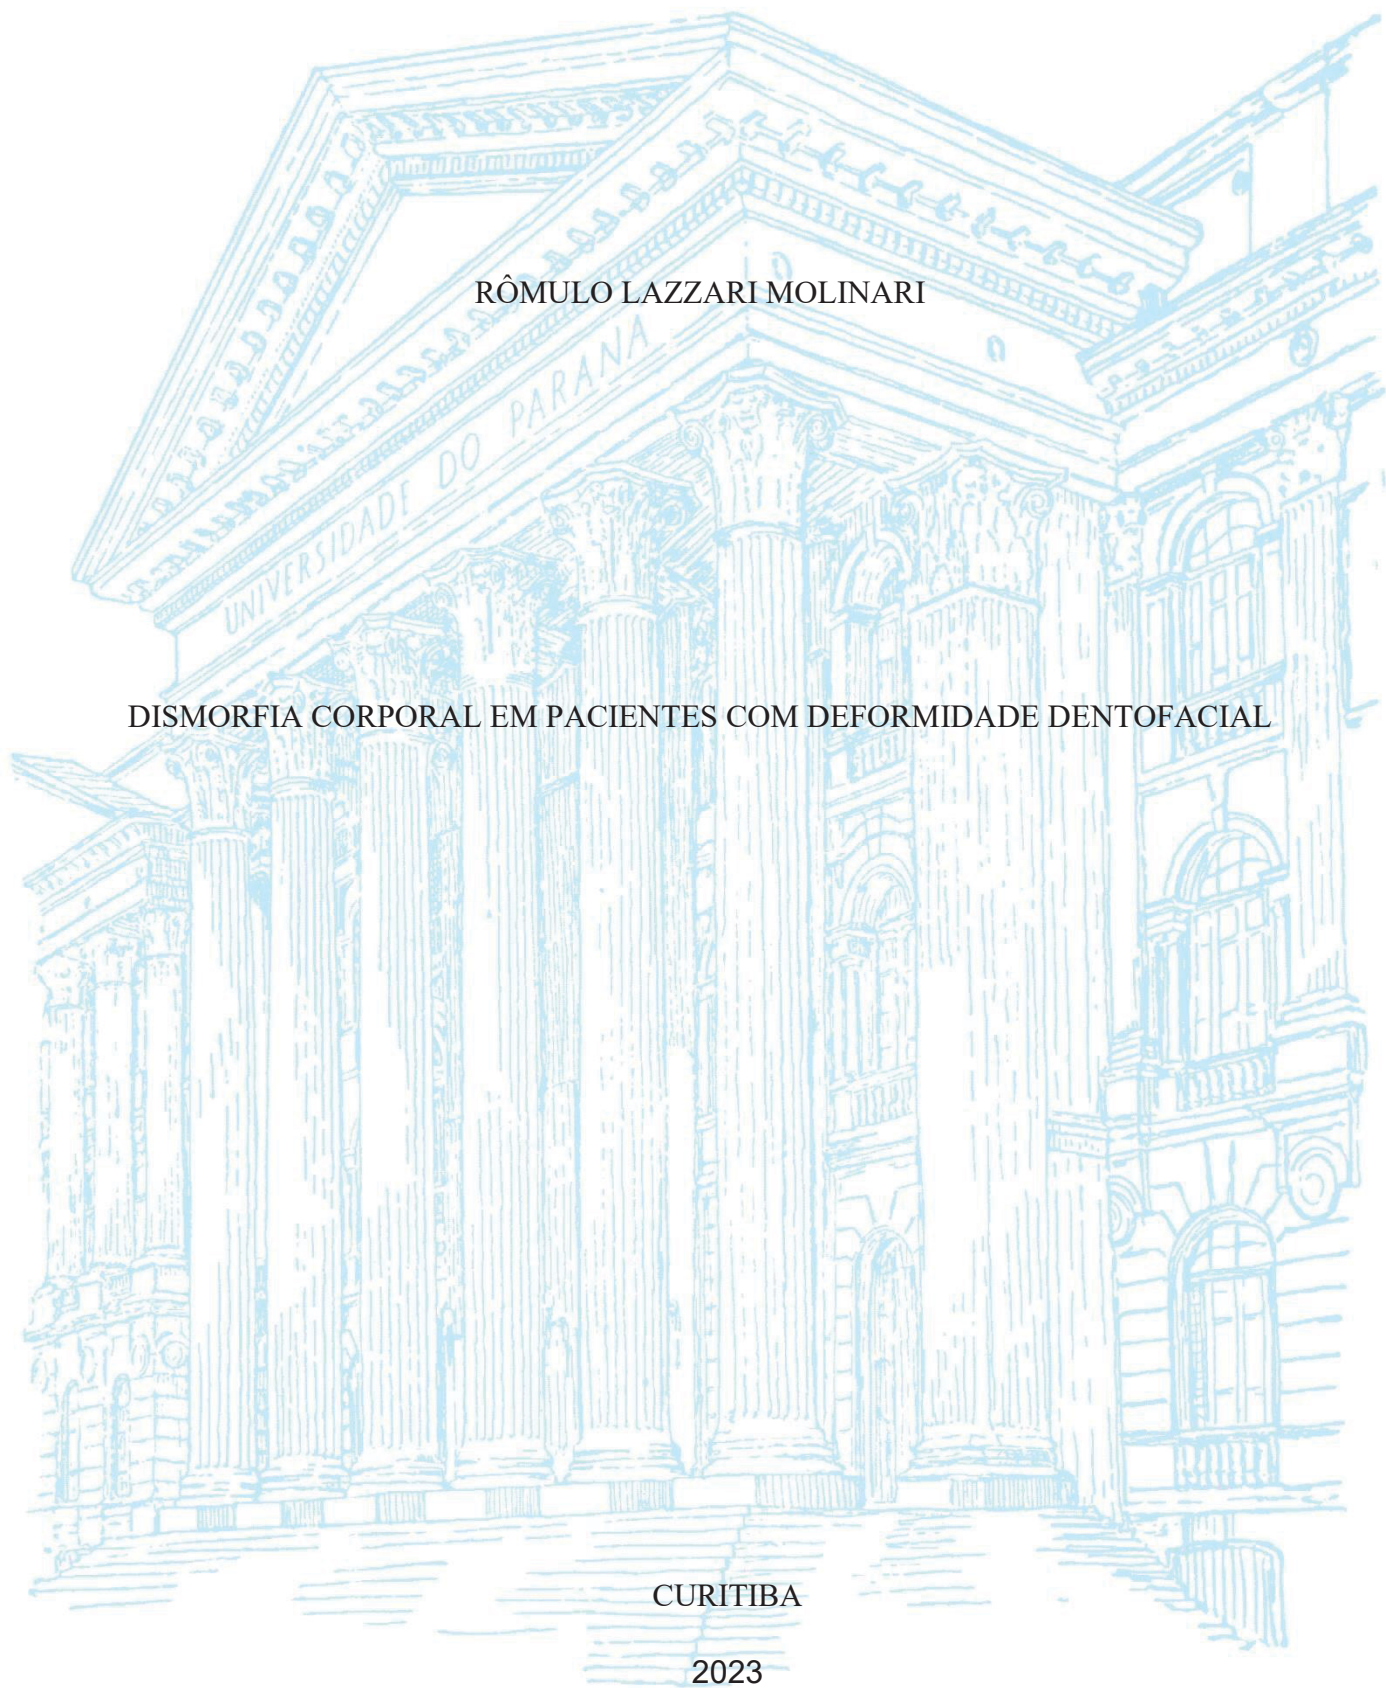 RÔMULO LAZZARI MOLINARI
UNIVERSIDADE DO PARANÁ
DISMORFIA CORPORAL EM PACIENTES COM DEFORMIDADE DENTOFACIAL
CURITIBA
2023